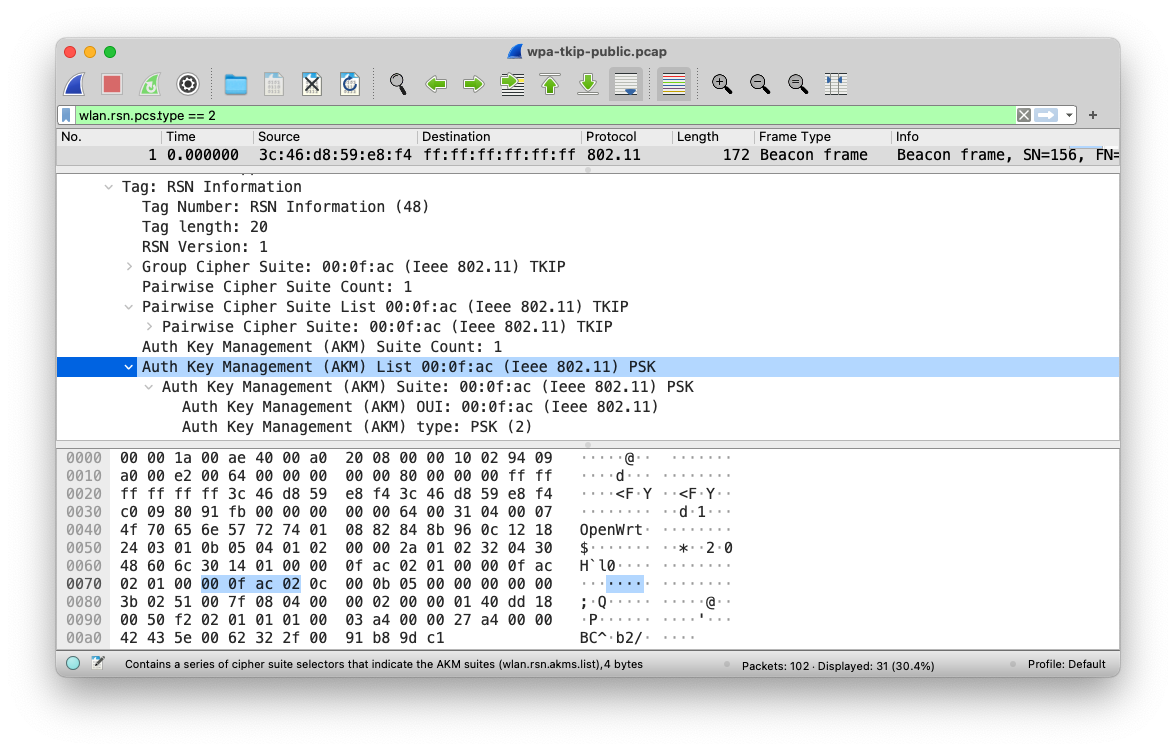 wpa-tkip-public.pcap
wlan.rsn.pcs.type == 2
No. Time Source Destination Protocol Length Frame Type Info
1 0.000000 3c:46:d8:59:e8:f4 ff:ff:ff:ff:ff:ff 802.11 172 Beacon frame Beacon frame, SN=156, FN=
Tag: RSN Information
Tag Number: RSN Information (48)
Tag length: 20
RSN Version: 1
Group Cipher Suite: 00:0f:ac (Ieee 802.11) TKIP
Pairwise Cipher Suite Count: 1
Pairwise Cipher Suite List 00:0f:ac (Ieee 802.11) TKIP
Pairwise Cipher Suite: 00:0f:ac (Ieee 802.11) TKIP
Auth Key Management (AKM) Suite Count: 1
Auth Key Management (AKM) List 00:0f:ac (Ieee 802.11) PSK
Auth Key Management (AKM) Suite: 00:0f:ac (Ieee 802.11) PSK
Auth Key Management (AKM) OUI: 00:0f:ac (Ieee 802.11)
Auth Key Management (AKM) type: PSK (2)
0000 00 00 1a 00 ae 40 00 a0 20 08 00 00 10 02 94 09 ·····@·· ········
0010 a0 00 e2 00 64 00 00 00 00 00 80 00 00 00 ff ff ····d··· ········
0020 ff ff ff ff 3c 46 d8 59 e8 f4 3c 46 d8 59 e8 f4 ····<F·Y ··<F·Y··
0030 c0 09 80 91 fb 00 00 00 00 00 64 00 31 04 00 07 ········ ··d·1···
0040 4f 70 65 6e 57 72 74 01 08 82 84 8b 96 0c 12 18 OpenWrt· ········
0050 24 03 01 0b 05 04 01 02 00 00 2a 01 02 32 04 30 $······· ··*··2·0
0060 48 60 6c 30 14 01 00 00 0f ac 02 01 00 00 0f ac H`l0···· ········
0070 02 01 00 00 0f ac 02 0c 00 0b 05 00 00 00 00 00 ········ ········
0080 3b 02 51 00 7f 08 04 00 00 02 00 00 01 40 dd 18 ;·Q····· ·····@··
0090 00 50 f2 02 01 01 01 00 03 a4 00 00 27 a4 00 00 ·P······ ····'···
00a0 42 43 5e 00 62 32 2f 00 91 b8 9d c1 BC^·b2/· ····
Contains a series of cipher suite selectors that indicate the AKM suites (wlan.rsn.akms.list),4 bytes Packets: 102 · Displayed: 31 (30.4%) Profile: Default